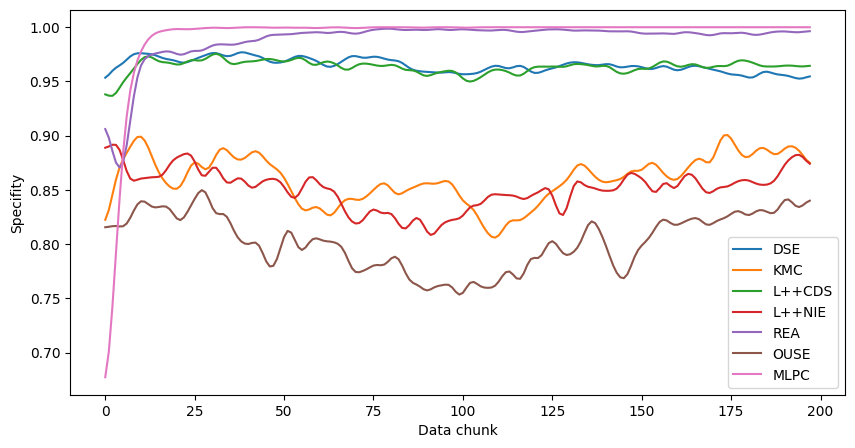 1.00
0.95
0.90
0.85
0.80
0.75
0.70
Specifity
0 25 50 75 100 125 150 175 200
Data chunk
DSE
KMC
L++CDS
L++NIE
REA
OUSE
MLPC